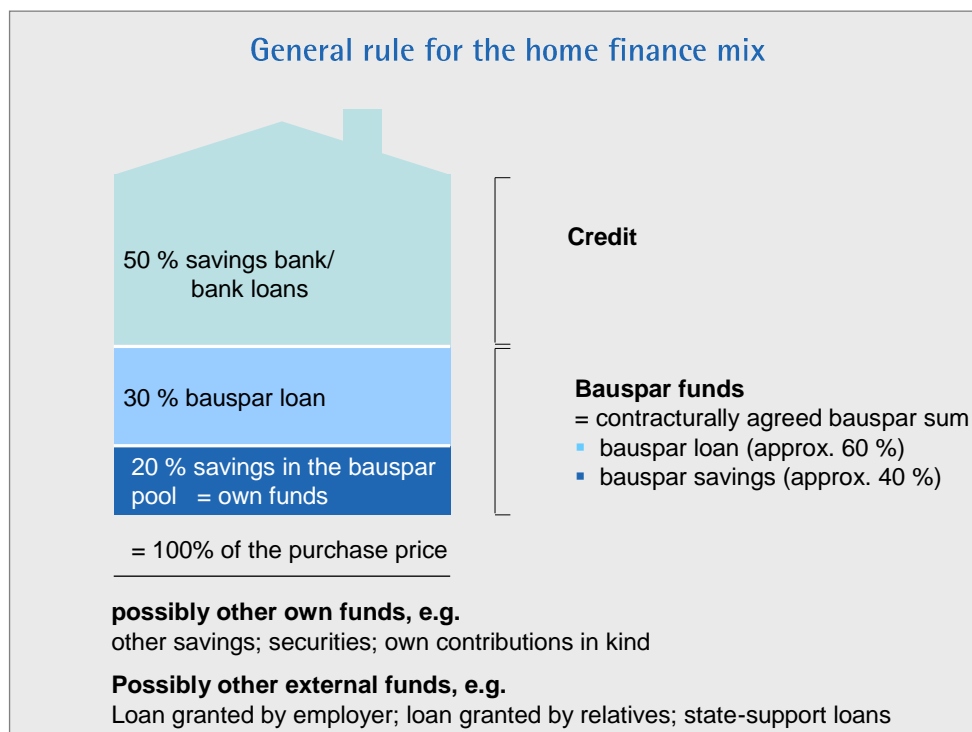 General rule for the home finance mix
50 % savings bank/
bank loans
Credit
30 % bauspar loan
Bauspar funds
= contracturally agreed bauspar sum
bauspar loan (approx. 60 %)
bauspar savings (approx. 40 %)
20 % savings in the bauspar
pool = own funds
= 100% of the purchase price
possibly other own funds, e.g.
other savings; securities; own contributions in kind
Possibly other external funds, e.g.
Loan granted by employer; loan granted by relatives; state-support loans